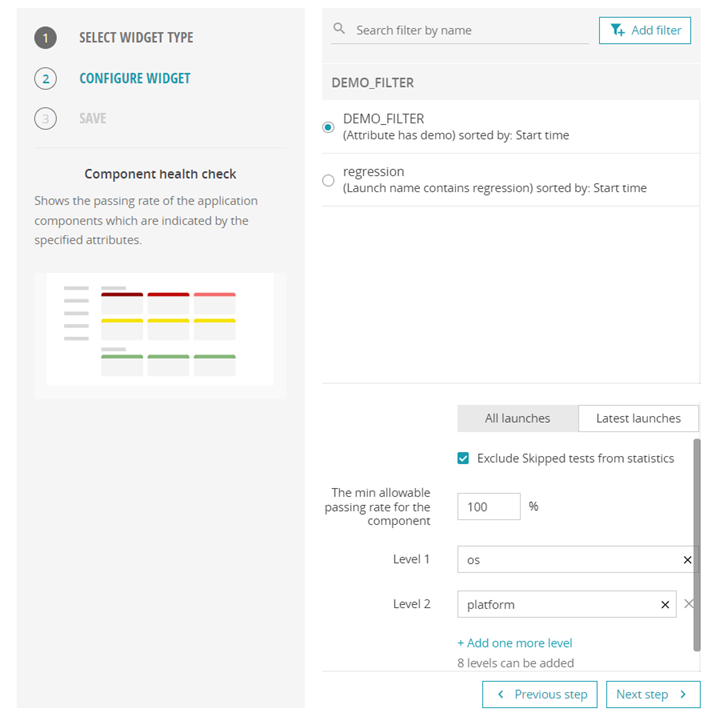 1 SELECT WIDGET TYPE
2 CONFIGURE WIDGET
3 SAVE
Component health check
Shows the passing rate of the application
components which are indicated by the
specified attributes.
Search filter by name
Add filter
DEMO_FILTER
DEMO_FILTER
(Attribute has demo) sorted by: Start time
regression
(Launch name contains regression) sorted by: Start time
All launches Latest launches
Exclude Skipped tests from statistics
The min allowable
passing rate for the
component
100 %
Level 1 os
Level 2 platform
+ Add one more level
8 levels can be added
Previous step Next step